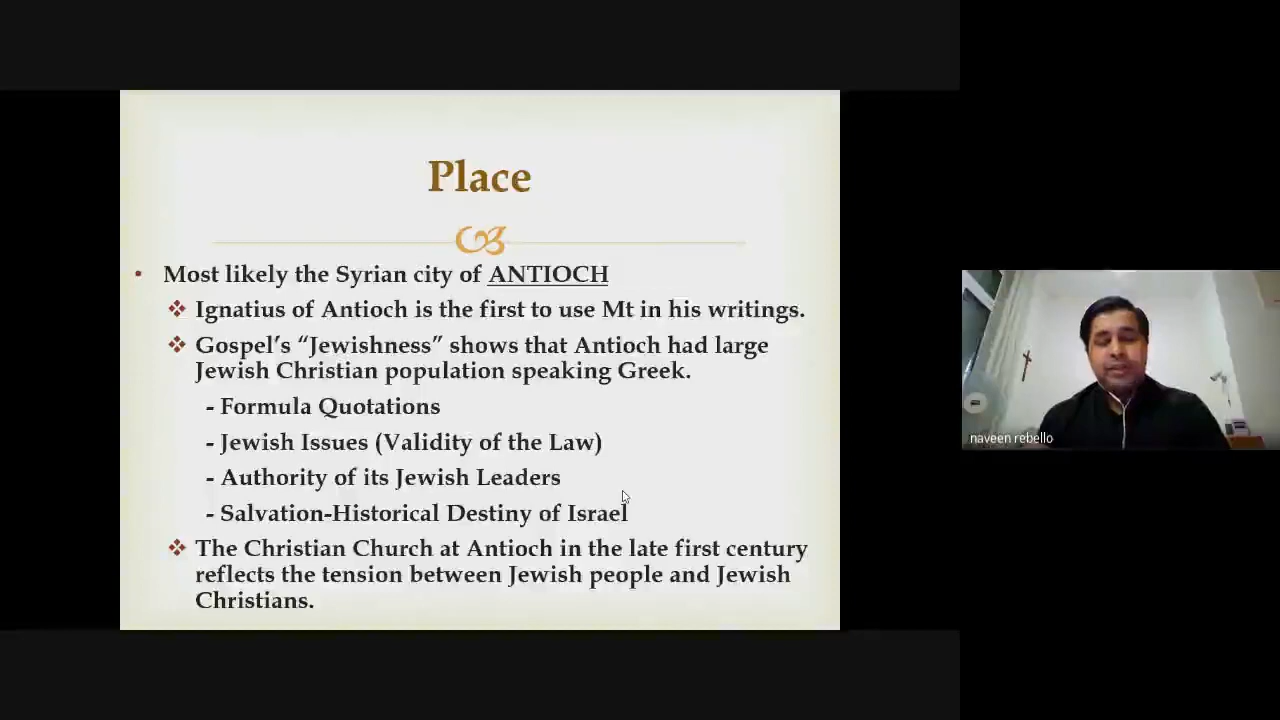 Place
• Most likely the Syrian city of ANTIOCH
❖ Ignatius of Antioch is the first to use Mt in his writings.
❖ Gospel’s “Jewishness” shows that Antioch had large
Jewish Christian population speaking Greek.
- Formula Quotations
- Jewish Issues (Validity of the Law)
- Authority of its Jewish Leaders
- Salvation-Historical Destiny of Israel
❖ The Christian Church at Antioch in the late first century
reflects the tension between Jewish people and Jewish
Christians.
naveen rebello